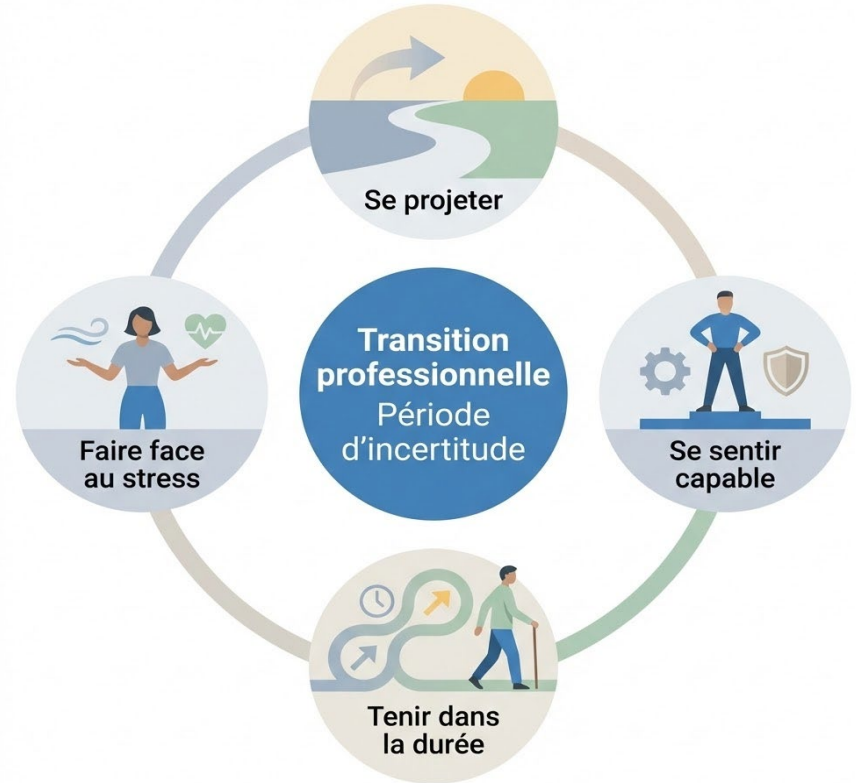 Se projeter
Transition
professionnelle
Période
d’incertitude
Faire face
au stress
Se sentir
capable
Tenir dans
la durée